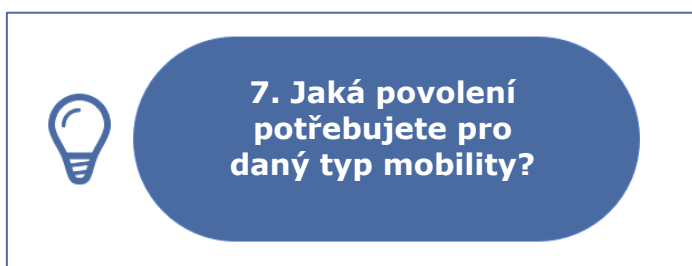 7. Jaká povolení
potřebujete pro
daný typ mobility?